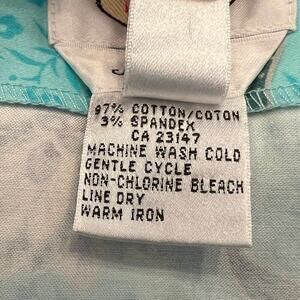 97% COTTON/COTON
3% SPANDEX
CA 23147
MACHINE WASH COLD
GENTLE CYCLE
NON-CHLORINE BLEACH
LINE DRY
WARM IRON